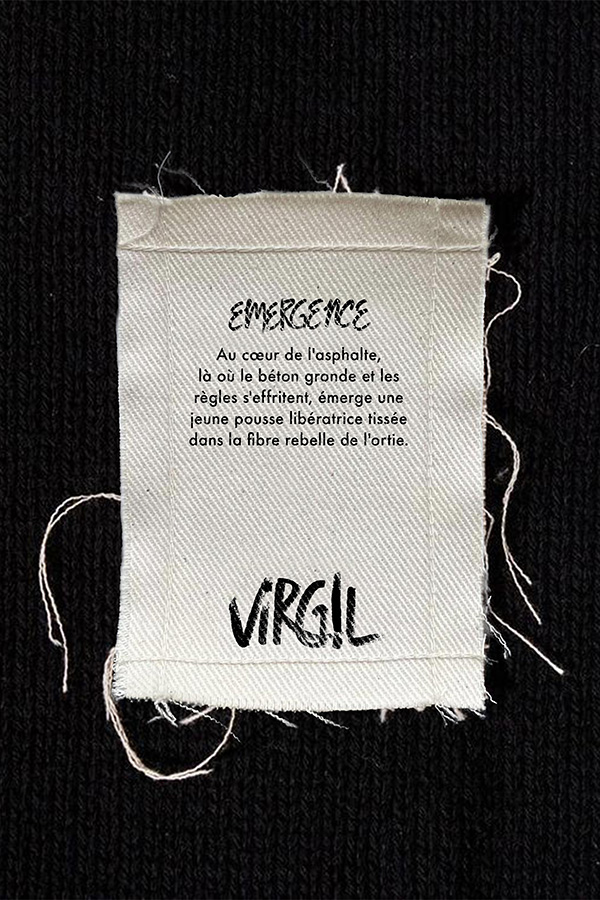 EMERGENCE
Au cœur de l'asphalte,
là où le béton gronde et les
règles s'effritent, émerge une
jeune pousse libératrice tissée
dans la fibre rebelle de l'ortie.
ViRG!L